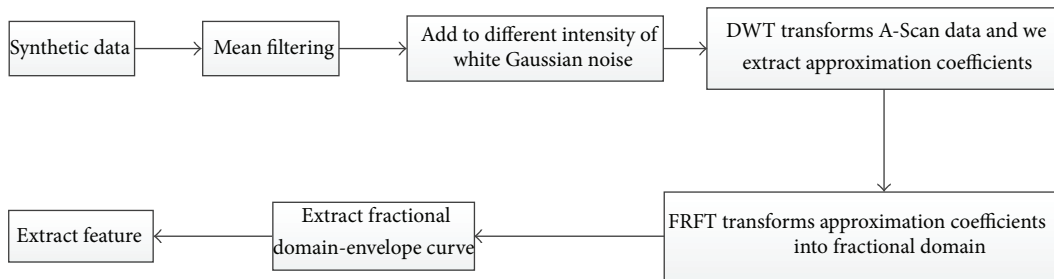 Synthetic data
Mean filtering
Add to different intensity of
white Gaussian noise
DWT transforms A-Scan data and we
extract approximation coefficients
FRFT transforms approximation coefficients
into fractional domain
Extract fractional
domain-envelope curve
Extract feature